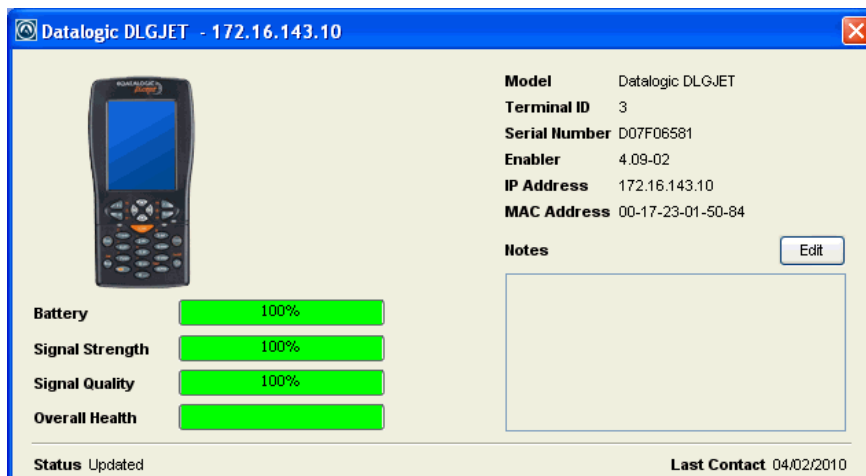 Datalogic DLGJET - 172.16.143.10
DATALOGIC
Model Datalogic DLGJET
Terminal ID 3
Serial Number D07F06581
Enabler 4.09-02
IP Address 172.16.143.10
MAC Address 00-17-23-01-50-84
Notes Edit
Battery 100%
Signal Strength 100%
Signal Quality 100%
Overall Health
Status Updated Last Contact 04/02/2010